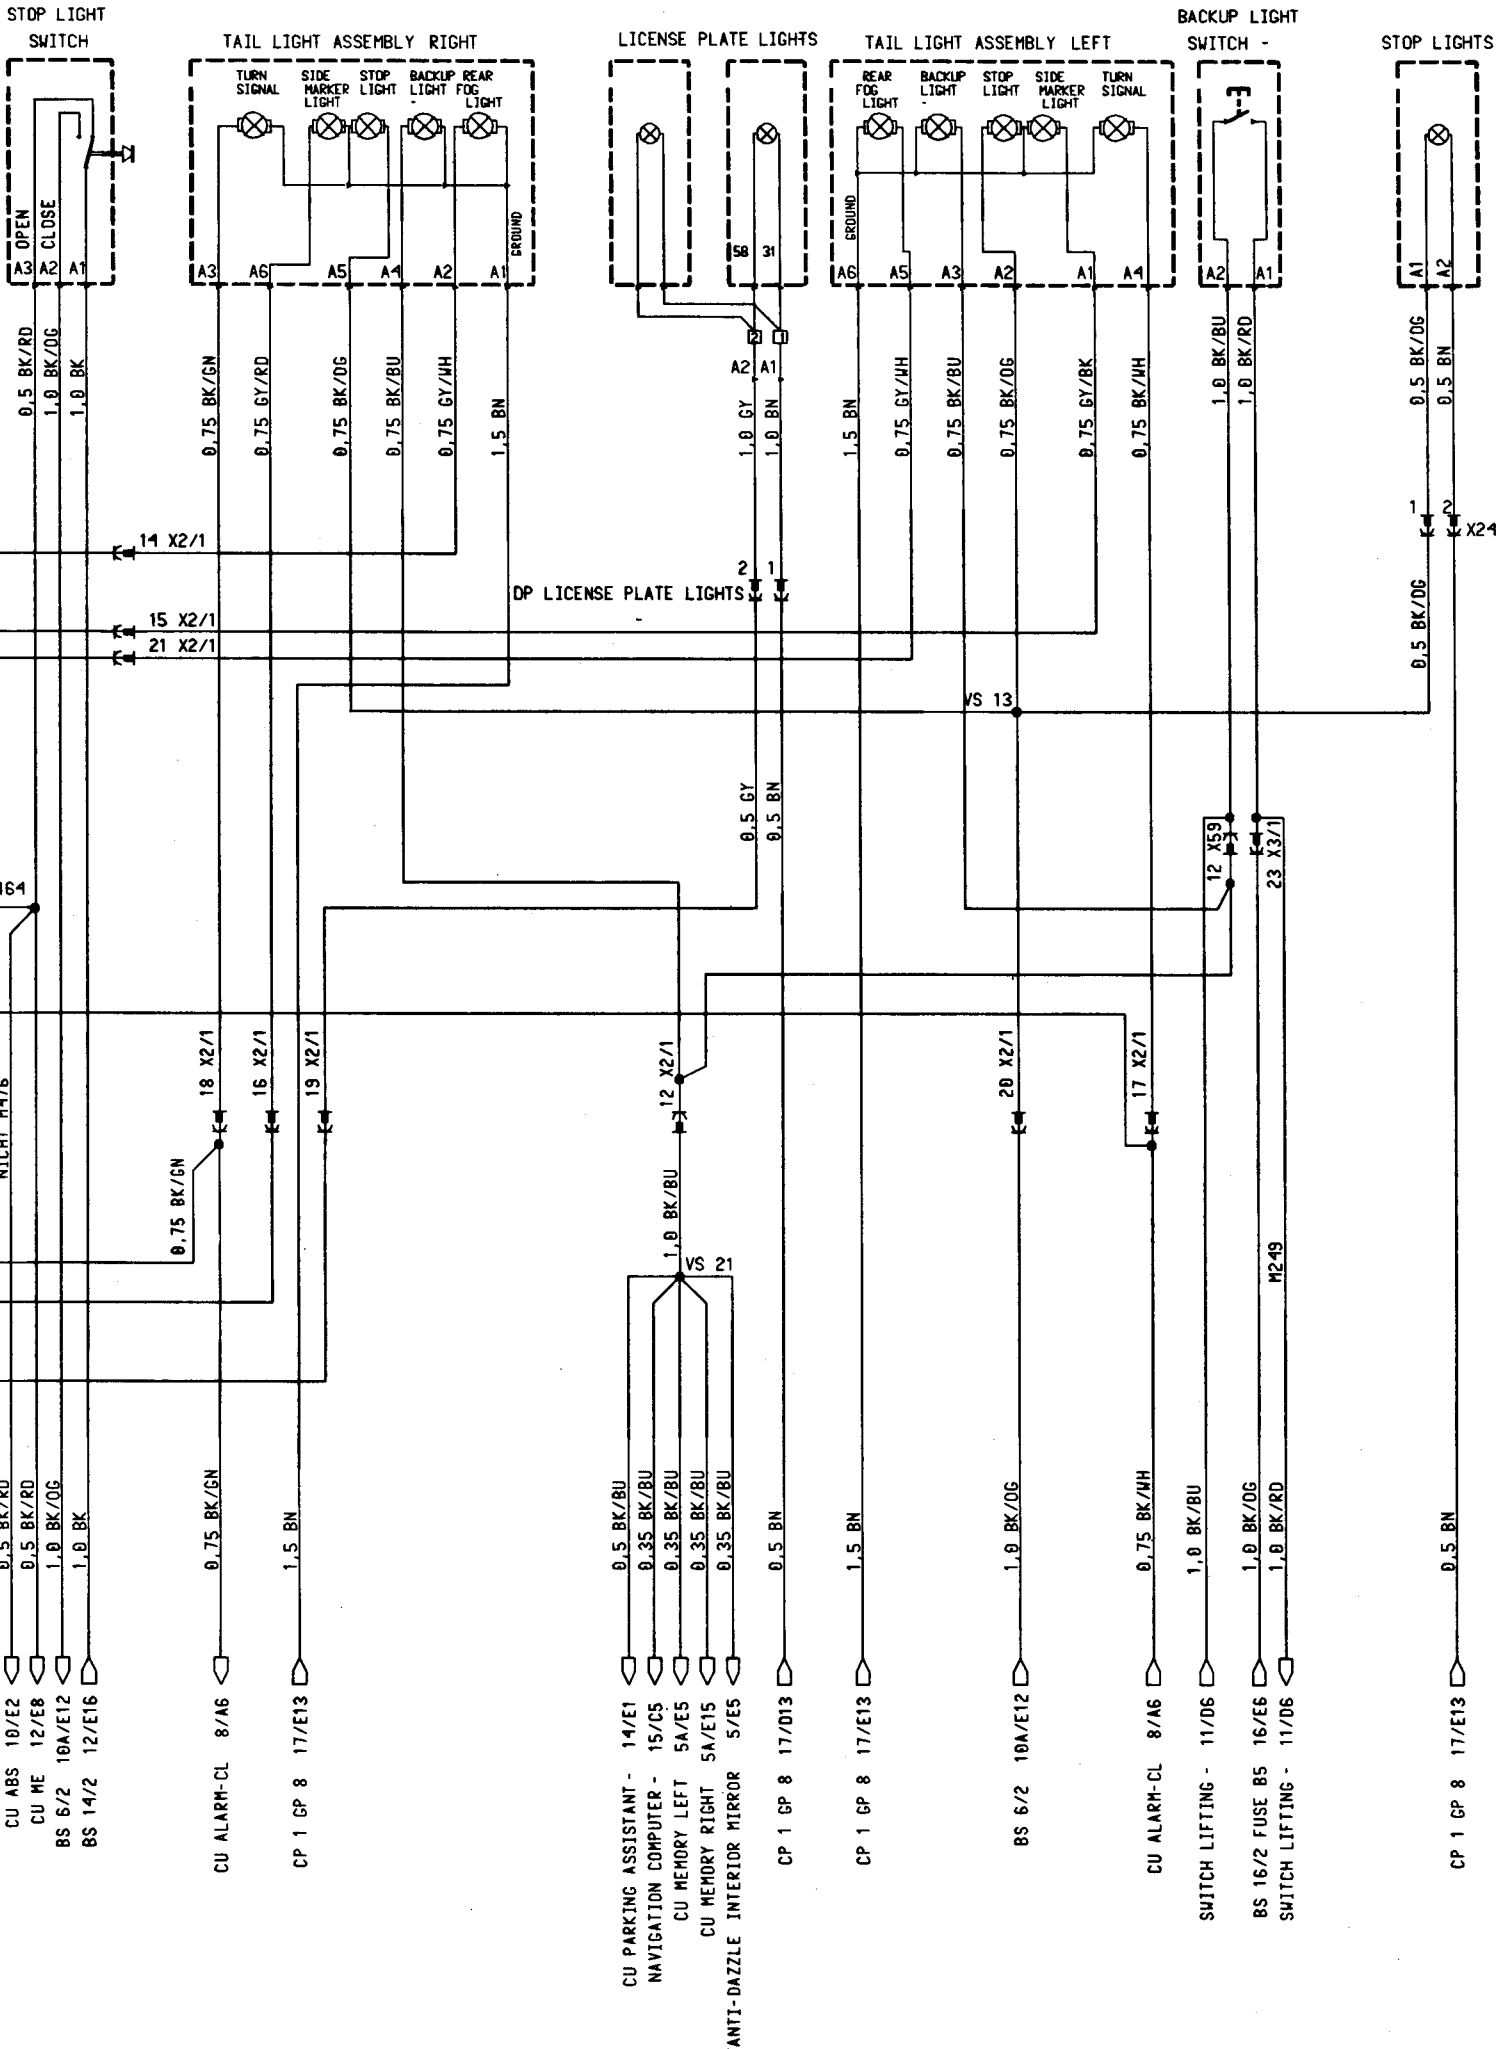 STOP LIGHT
SWITCH
TAIL LIGHT ASSEMBLY RIGHT
LICENSE PLATE LIGHTS
TAIL LIGHT ASSEMBLY LEFT
BACKUP LIGHT
SWITCH -
STOP LIGHTS
TURN
SIGNAL
SIDE
MARKER
LIGHT
STOP
LIGHT
BACKUP
LIGHT
-
REAR
FOG
LIGHT
REAR
FOG
LIGHT
BACKUP
LIGHT
-
STOP
LIGHT
SIDE
MARKER
LIGHT
TURN
SIGNAL
OPEN
CLOSE
GROUND
58 31
GROUND
A3 A2 A1
A3 A6 A5 A4 A2 A1
A6 A5 A3 A2 A1 A4
A2 A1
A1 A2
2 1
A2 A1
0,5 BK/RD
1,0 BK/OG
1,0 BK
0,75 BK/GN
0,75 GY/RD
0,75 BK/OG
0,75 BK/BU
0,75 GY/WH
1,5 BN
1,0 GY
1,0 BN
1,5 BN
0,75 GY/WH
0,75 BK/BU
0,75 BK/OG
0,75 GY/BK
0,75 BK/WH
1,0 BK/BU
1,0 BK/RD
0,5 BK/OG
0,5 BN
1 2 X24
14 X2/1
2 1
DP LICENSE PLATE LIGHTS
-
15 X2/1
21 X2/1
0,5 BK/OG
VS 13
0,5 GY
0,5 BN
12 X59
23 X3/1
164
18 X2/1
16 X2/1
19 X2/1
12 X2/1
20 X2/1
17 X2/1
NICHT M476
0,75 BK/GN
1,0 BK/BU
VS 21
M249
0,5 BK/RD
0,5 BK/RD
1,0 BK/OG
1,0 BK
0,75 BK/GN
1,5 BN
0,5 BK/BU
0,35 BK/BU
0,35 BK/BU
0,35 BK/BU
0,35 BK/BU
0,5 BN
1,5 BN
1,0 BK/OG
0,75 BK/WH
1,0 BK/BU
1,0 BK/OG
1,0 BK/RD
0,5 BN
CU ABS 10/E2
CU ME 12/E8
BS 6/2 10A/E12
BS 14/2 12/E16
CU ALARM-CL 8/A6
CP 1 GP 8 17/E13
CU PARKING ASSISTANT - 14/E1
NAVIGATION COMPUTER - 15/C5
CU MEMORY LEFT 5A/E5
CU MEMORY RIGHT 5A/E15
ANTI-DAZZLE INTERIOR MIRROR 5/E5
CP 1 GP 8 17/D13
CP 1 GP 8 17/E13
BS 6/2 10A/E12
CU ALARM-CL 8/A6
SWITCH LIFTING - 11/D6
BS 16/2 FUSE B5 16/E6
SWITCH LIFTING - 11/D6
CP 1 GP 8 17/E13